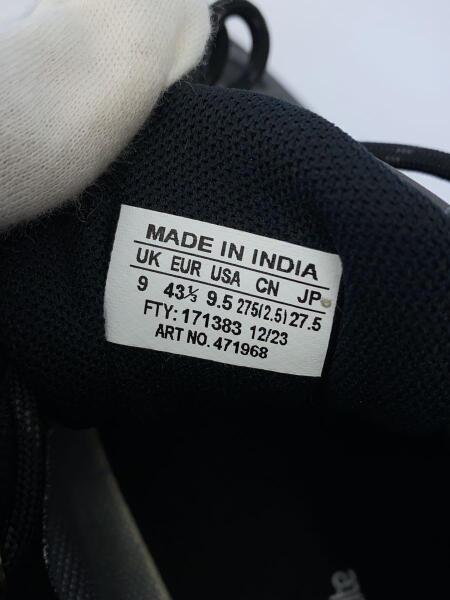 MADE IN INDIA
UK EUR USA CN JP
9 43⅓ 9.5 275(2.5) 27.5
FTY: 171383 12/23
ART NO. 471968